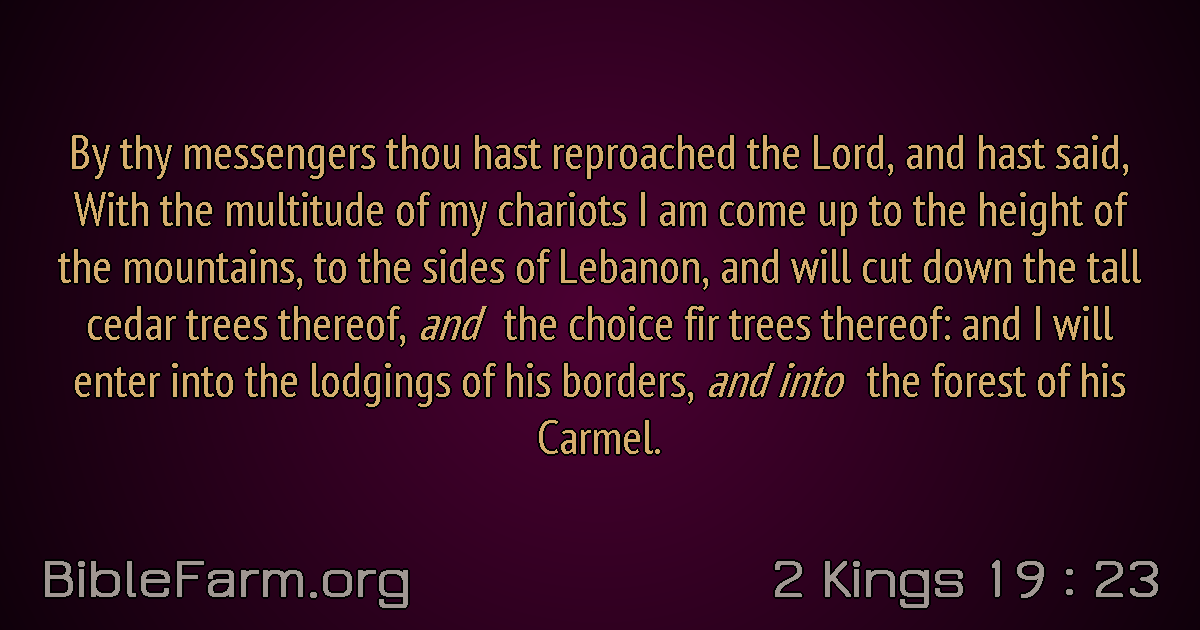 By thy messengers thou hast reproached the Lord, and hast said,
With the multitude of my chariots I am come up to the height of
the mountains, to the sides of Lebanon, and will cut down the tall
cedar trees thereof, and the choice fir trees thereof: and I will
enter into the lodgings of his borders, and into the forest of his
Carmel.
BibleFarm.org
2 Kings 19 : 23